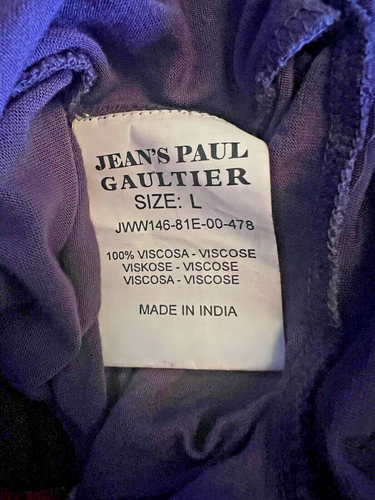 JEAN'S PAUL
GAULTIER
SIZE: L
JWW146-81E-00-478
100% VISCOSA - VISCOSE
VISKOSE - VISCOSE
VISCOSA - VISCOSE
MADE IN INDIA